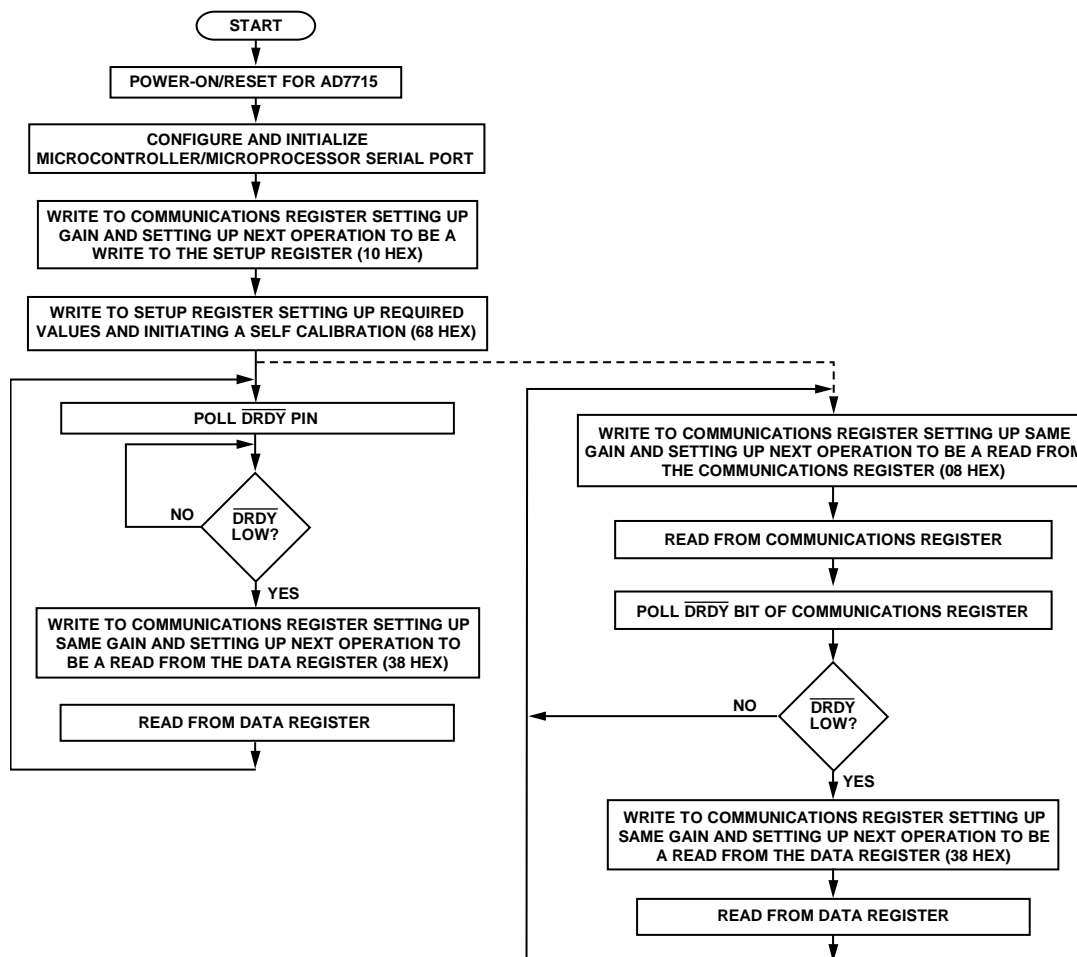 START
POWER-ON/RESET FOR AD7715
CONFIGURE AND INITIALIZE
MICROCONTROLLER/MICROPROCESSOR SERIAL PORT
WRITE TO COMMUNICATIONS REGISTER SETTING UP
GAIN AND SETTING UP NEXT OPERATION TO BE A
WRITE TO THE SETUP REGISTER (10 HEX)
WRITE TO SETUP REGISTER SETTING UP REQUIRED
VALUES AND INITIATING A SELF CALIBRATION (68 HEX)
POLL D̅R̅D̅Y̅ PIN
NO
D̅R̅D̅Y̅
LOW?
YES
WRITE TO COMMUNICATIONS REGISTER SETTING UP
SAME GAIN AND SETTING UP NEXT OPERATION TO
BE A READ FROM THE DATA REGISTER (38 HEX)
READ FROM DATA REGISTER
WRITE TO COMMUNICATIONS REGISTER SETTING UP SAME
GAIN AND SETTING UP NEXT OPERATION TO BE A READ FROM
THE COMMUNICATIONS REGISTER (08 HEX)
READ FROM COMMUNICATIONS REGISTER
POLL D̅R̅D̅Y̅ BIT OF COMMUNICATIONS REGISTER
NO
D̅R̅D̅Y̅
LOW?
YES
WRITE TO COMMUNICATIONS REGISTER SETTING UP
SAME GAIN AND SETTING UP NEXT OPERATION TO BE
A READ FROM THE DATA REGISTER (38 HEX)
READ FROM DATA REGISTER